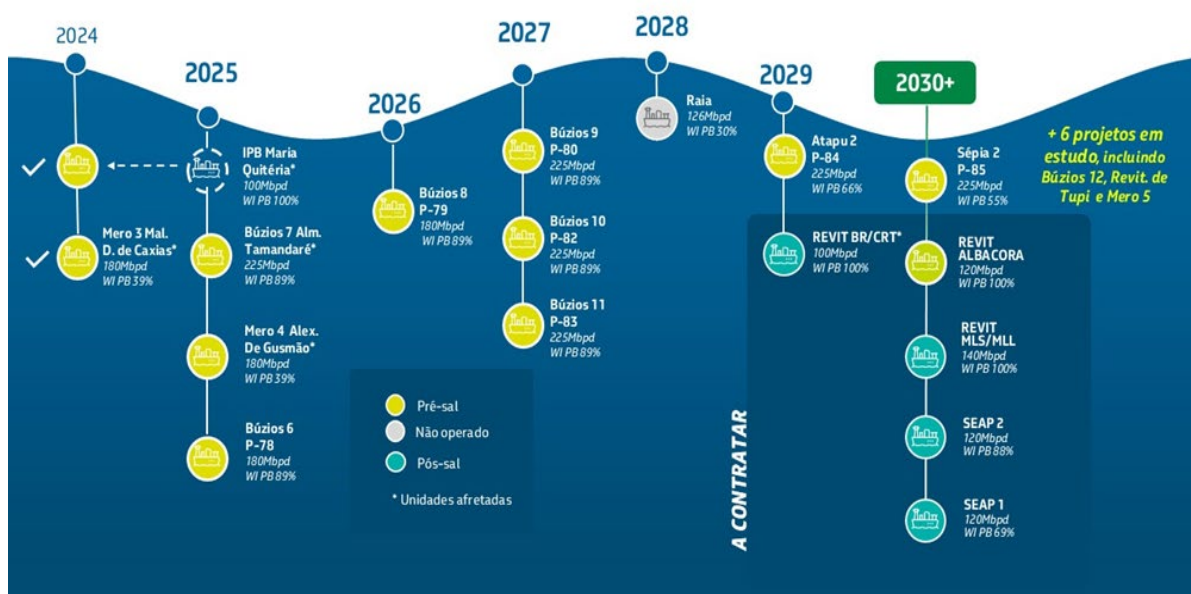 2024
Mero 3 Mal.
D. de Caxias*
180Mbpd
WI PB 39%
2025
IPB Maria
Quitéria*
100Mbpd
WI PB 100%
Búzios 7 Alm.
Tamandaré*
225Mbpd
WI PB 89%
Mero 4 Alex.
De Gusmão*
180Mbpd
WI PB 39%
Búzios 6
P-78
180Mbpd
WI PB 89%
2026
Búzios 8
P-79
180Mbpd
WI PB 89%
2027
Búzios 9
P-80
225Mbpd
WI PB 89%
Búzios 10
P-82
225Mbpd
WI PB 89%
Búzios 11
P-83
225Mbpd
WI PB 89%
2028
Raia
126Mbpd
WI PB 30%
2029
Atapu 2
P-84
225Mbpd
WI PB 66%
REVIT BR/CRT*
100Mbpd
WI PB 100%
2030+
Sépia 2
P-85
225Mbpd
WI PB 55%
REVIT
ALBACORA
120Mbpd
WI PB 100%
REVIT
MLS/MLL
140Mbpd
WI PB 100%
SEAP 2
120Mbpd
WI PB 88%
SEAP 1
120Mbpd
WI PB 69%
+ 6 projetos em
estudo, incluindo
Búzios 12, Revit. de
Tupi e Mero 5
Pré-sal
Não operado
Pós-sal
* Unidades afretadas
A CONTRATAR